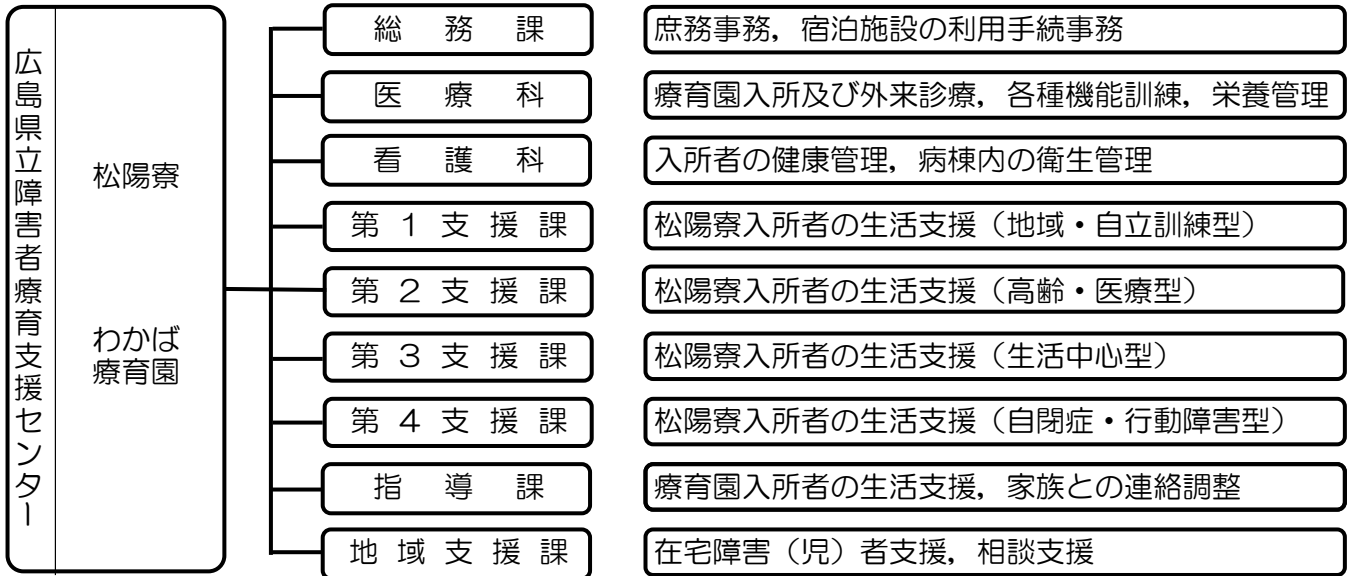 広島県立障害者療育支援センター
松陽寮
わかば
療育園
総務課
庶務事務，宿泊施設の利用手続事務
医療科
療育園入所及び外来診療，各種機能訓練，栄養管理
看護科
入所者の健康管理，病棟内の衛生管理
第１支援課
松陽寮入所者の生活支援（地域・自立訓練型）
第２支援課
松陽寮入所者の生活支援（高齢・医療型）
第３支援課
松陽寮入所者の生活支援（生活中心型）
第４支援課
松陽寮入所者の生活支援（自閉症・行動障害型）
指導課
療育園入所者の生活支援，家族との連絡調整
地域支援課
在宅障害（児）者支援，相談支援